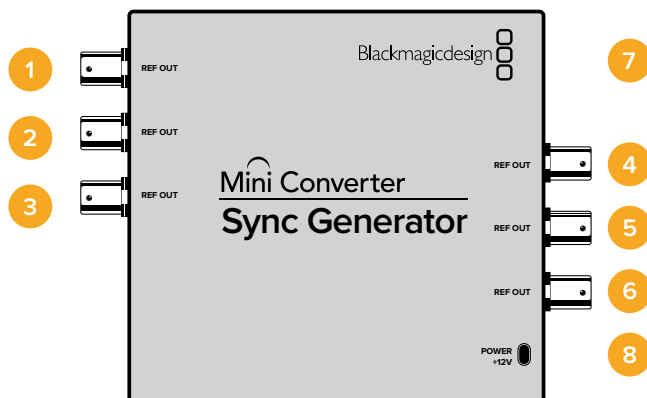 Blackmagicdesign
7
1
REF OUT
2
REF OUT
3
REF OUT
Mini Converter
Sync Generator
REF OUT
4
REF OUT
5
REF OUT
6
POWER
+12V
8